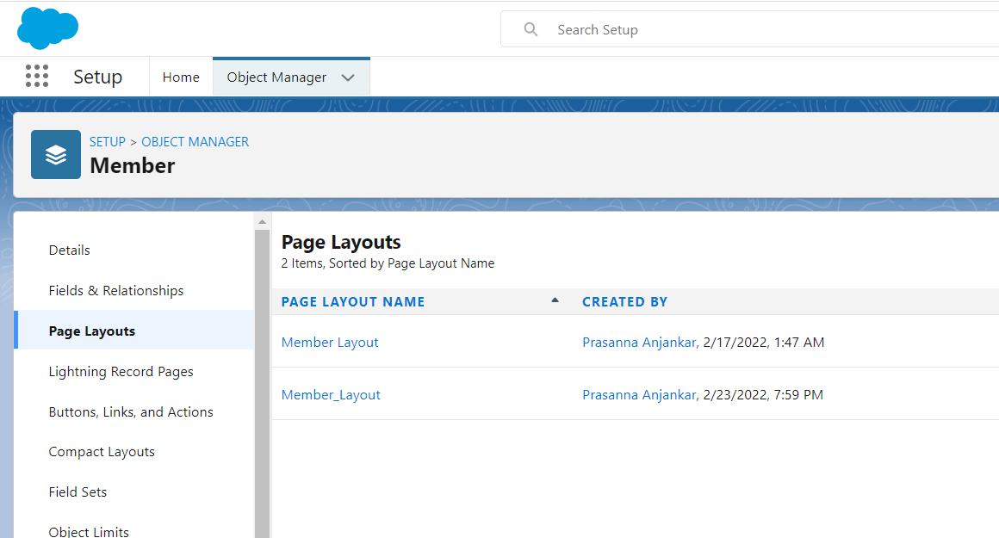 Search Setup
Setup Home Object Manager
SETUP > OBJECT MANAGER
Member
Details
Fields & Relationships
Page Layouts
Lightning Record Pages
Buttons, Links, and Actions
Compact Layouts
Field Sets
Object Limits
Page Layouts
2 Items, Sorted by Page Layout Name
PAGE LAYOUT NAME CREATED BY
Member Layout Prasanna Anjankar, 2/17/2022, 1:47 AM
Member_Layout Prasanna Anjankar, 2/23/2022, 7:59 PM